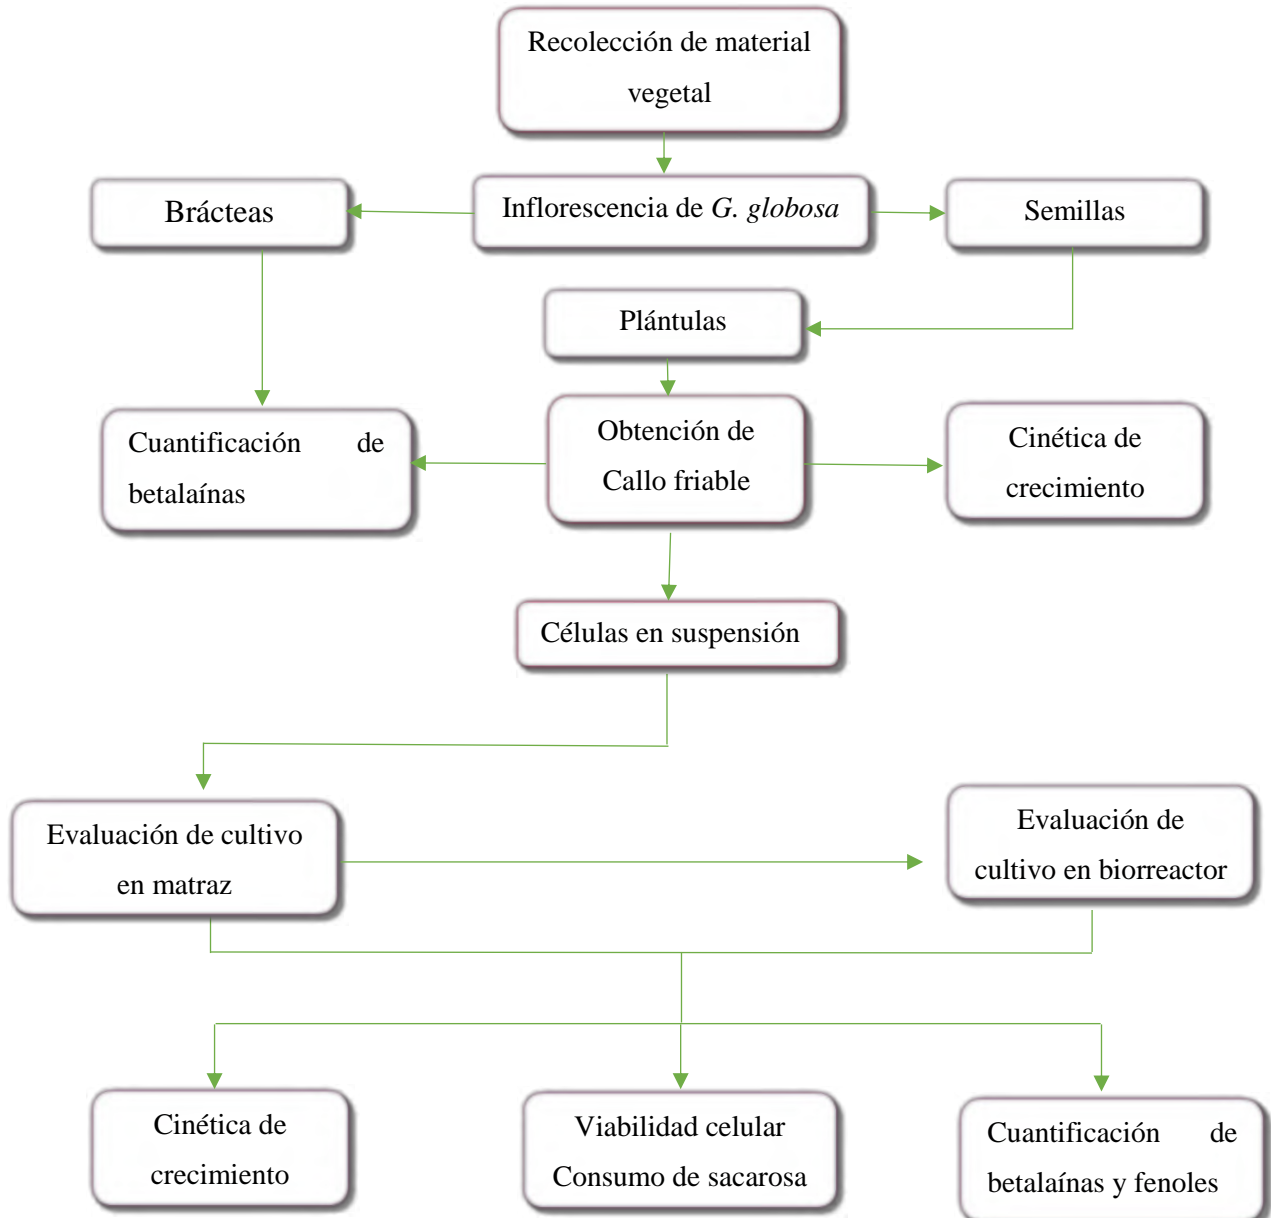 Recolección de material
vegetal
Brácteas
Inflorescencia de G. globosa
Semillas
Plántulas
Cuantificación de
betalaínas
Obtención de
Callo friable
Cinética de
crecimiento
Células en suspensión
Evaluación de cultivo
en matraz
Evaluación de
cultivo en biorreactor
Cinética de
crecimiento
Viabilidad celular
Consumo de sacarosa
Cuantificación de
betalaínas y fenoles